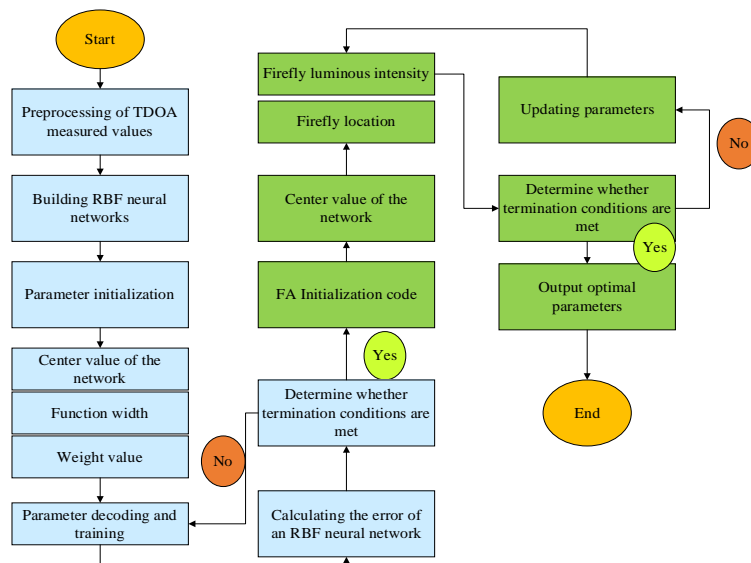 Start
Preprocessing of TDOA
measured values
Building RBF neural
networks
Parameter initialization
Center value of the
network
Function width
Weight value
Parameter decoding and
training
Firefly luminous intensity
Firefly location
Center value of the
network
FA Initialization code
Yes
Determine whether
termination conditions are
met
No
Calculating the error of
an RBF neural network
Updating parameters
No
Determine whether
termination conditions are
met
Yes
Output optimal
parameters
End